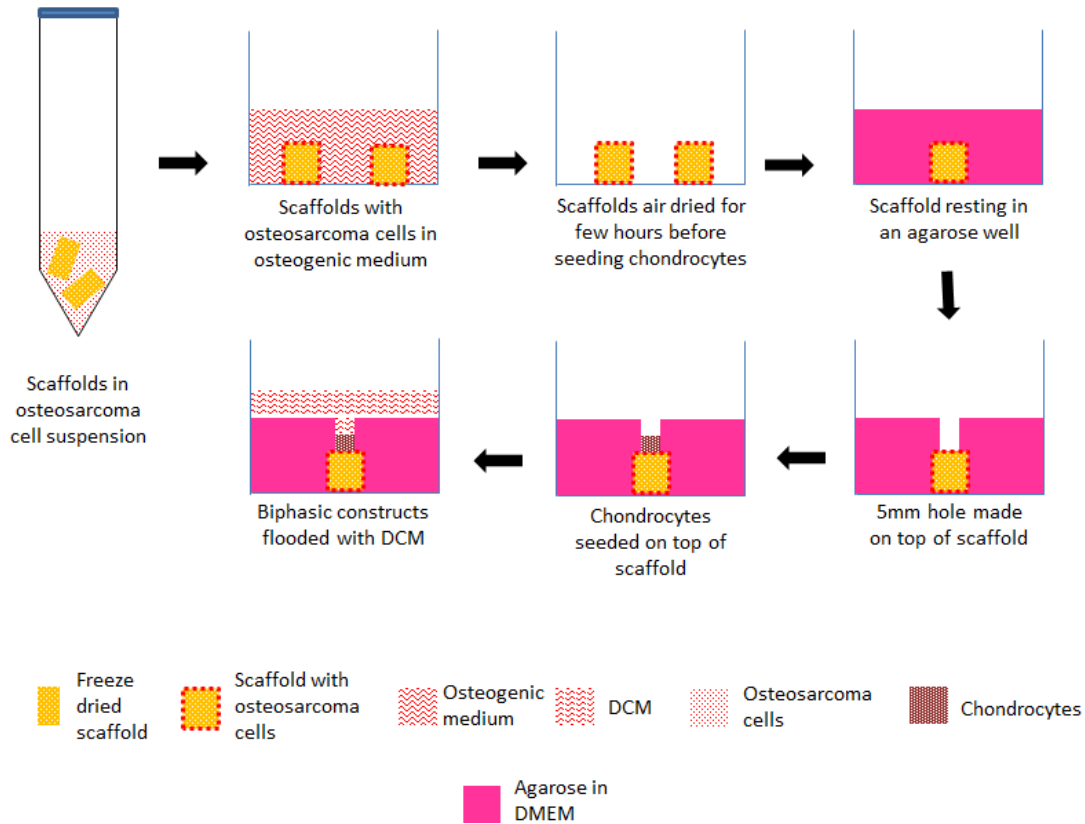 Scaffolds in
osteosarcoma
cell suspension
Scaffolds with
osteosarcoma cells in
osteogenic medium
Scaffolds air dried for
few hours before
seeding chondrocytes
Scaffold resting in
an agarose well
5mm hole made
on top of scaffold
Chondrocytes
seeded on top of
scaffold
Biphasic constructs
flooded with DCM
Freeze
dried
scaffold
Scaffold with
osteosarcoma
cells
Osteogenic
medium
DCM
Osteosarcoma
cells
Chondrocytes
Agarose in
DMEM